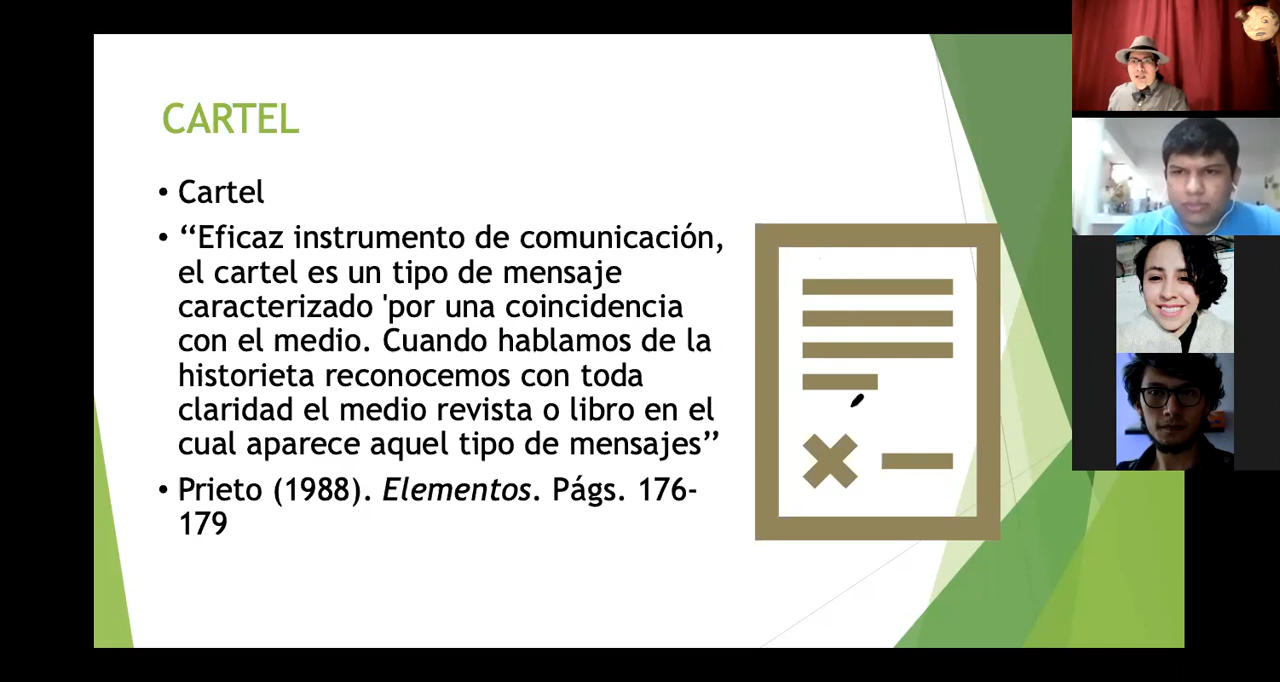 CARTEL
• Cartel
• “Eficaz instrumento de comunicación,
el cartel es un tipo de mensaje
caracterizado 'por una coincidencia
con el medio. Cuando hablamos de la
historieta reconocemos con toda
claridad el medio revista o libro en el
cual aparece aquel tipo de mensajes”
• Prieto (1988). Elementos. Págs. 176-
179